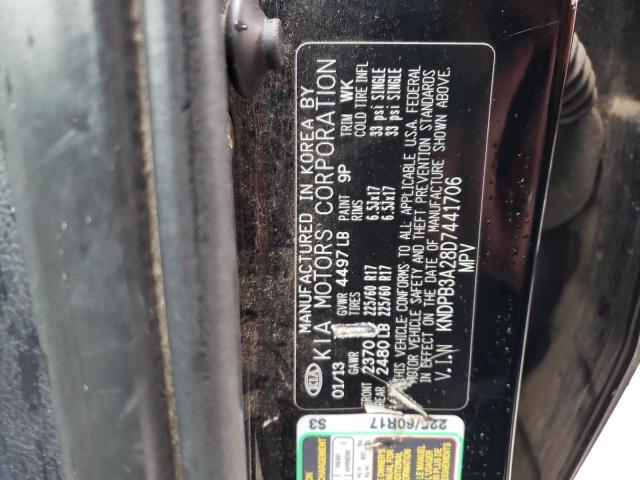 MANUFACTURED IN KOREA BY
KIA KIA MOTORS CORPORATION
01/13 GVWR 4497 LB PAINT 9P TRIM WK
GAWR TIRES RIMS COLD TIRE INFL
FRONT 2370 225/60 R17 6.5Jx17 33 psi SINGLE
REAR 2480 LB 225/60 R17 6.5Jx17 33 psi SINGLE
THIS VEHICLE CONFORMS TO ALL APPLICABLE U.S.A. FEDERAL
MOTOR VEHICLE SAFETY AND THEFT PREVENTION STANDARDS
IN EFFECT ON THE DATE OF MANUFACTURE SHOWN ABOVE.
V.I.N KNDPB3A28D7441706
MPV
S3 225/60R17
REAR